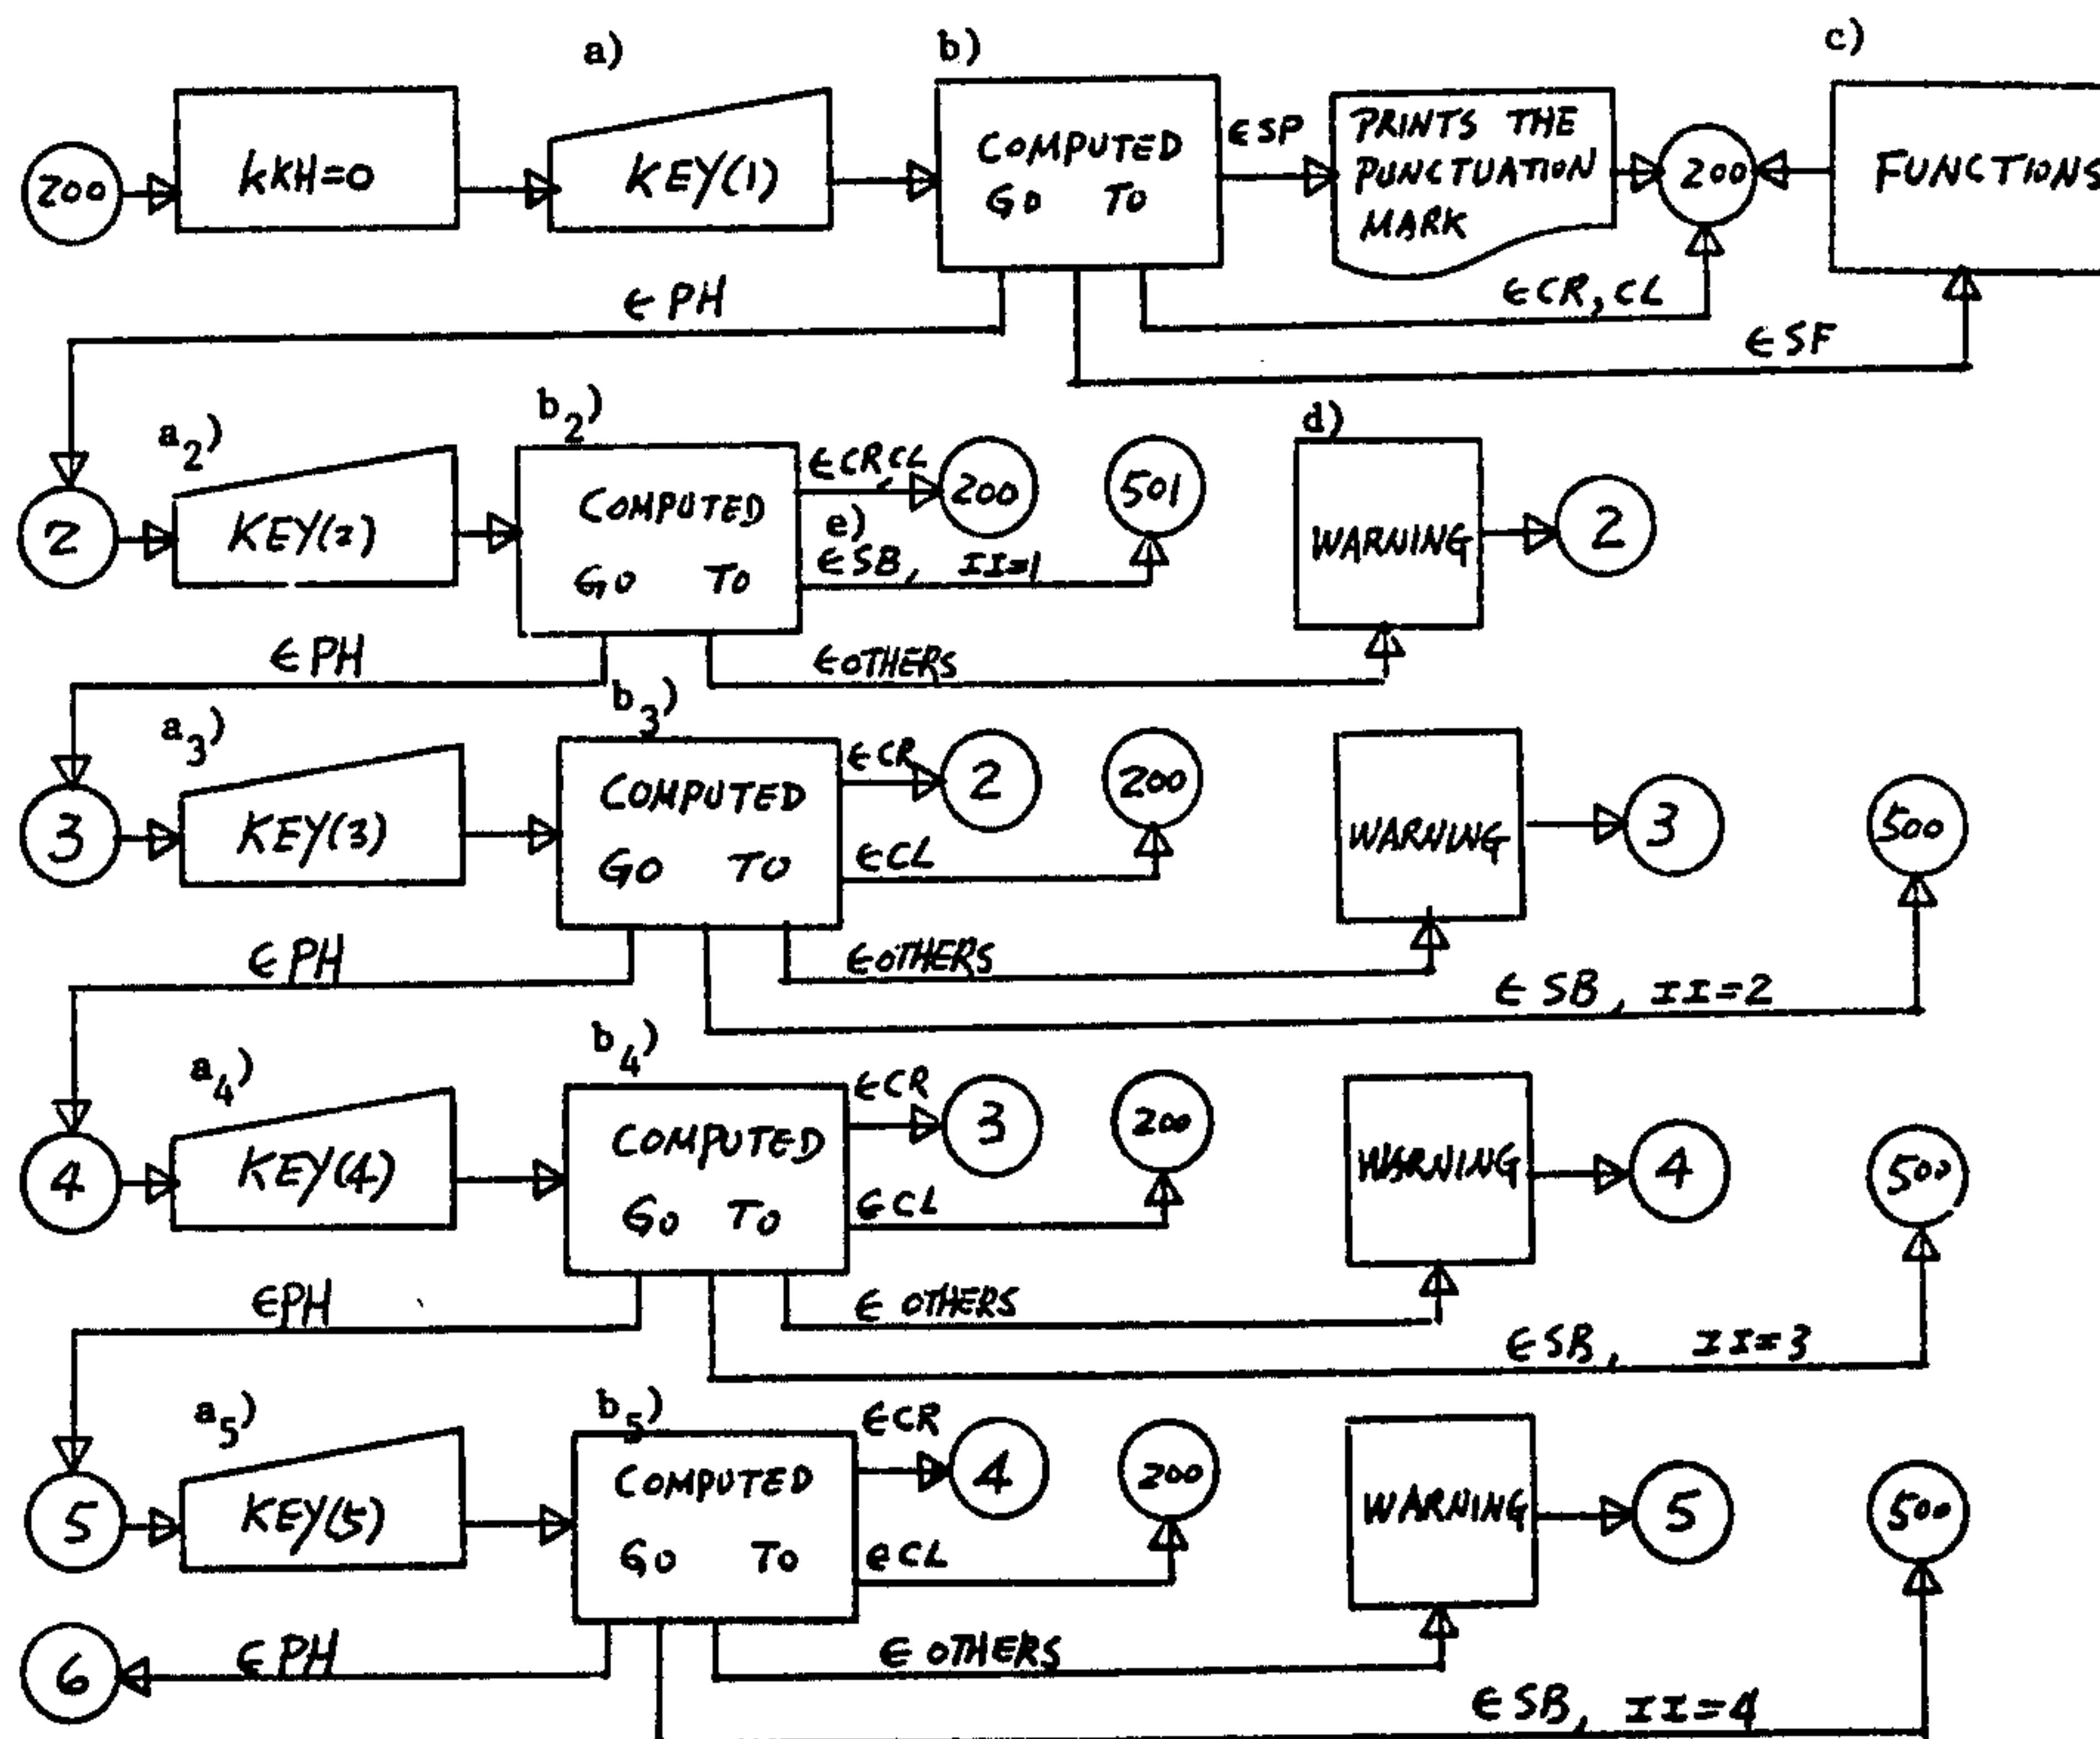 a)
b)
c)
200
KKH=0
KEY(1)
COMPUTED
GO TO
ϵ SP
PRINTS THE
PUNCTUATION
MARK
200
FUNCTIONS
ϵ PH
ϵ CR, CL
ϵ SF
a2)
b2)
d)
2
KEY(2)
COMPUTED
GO TO
ϵ CR, CL
200
501
e)
ϵ SB, II=1
WARNING
2
ϵ PH
ϵ OTHERS
a3)
b3)
3
KEY(3)
COMPUTED
GO TO
ϵ CR
2
200
ϵ CL
WARNING
3
500
ϵ PH
ϵ OTHERS
ϵ SB, II=2
a4)
b4)
4
KEY(4)
COMPUTED
GO TO
ϵ CR
3
200
ϵ CL
WARNING
4
500
ϵ PH
ϵ OTHERS
ϵ SB, II=3
a5)
b5)
5
KEY(5)
COMPUTED
GO TO
ϵ CR
4
200
ϵ CL
WARNING
5
500
6
ϵ PH
ϵ OTHERS
ϵ SB, II=4